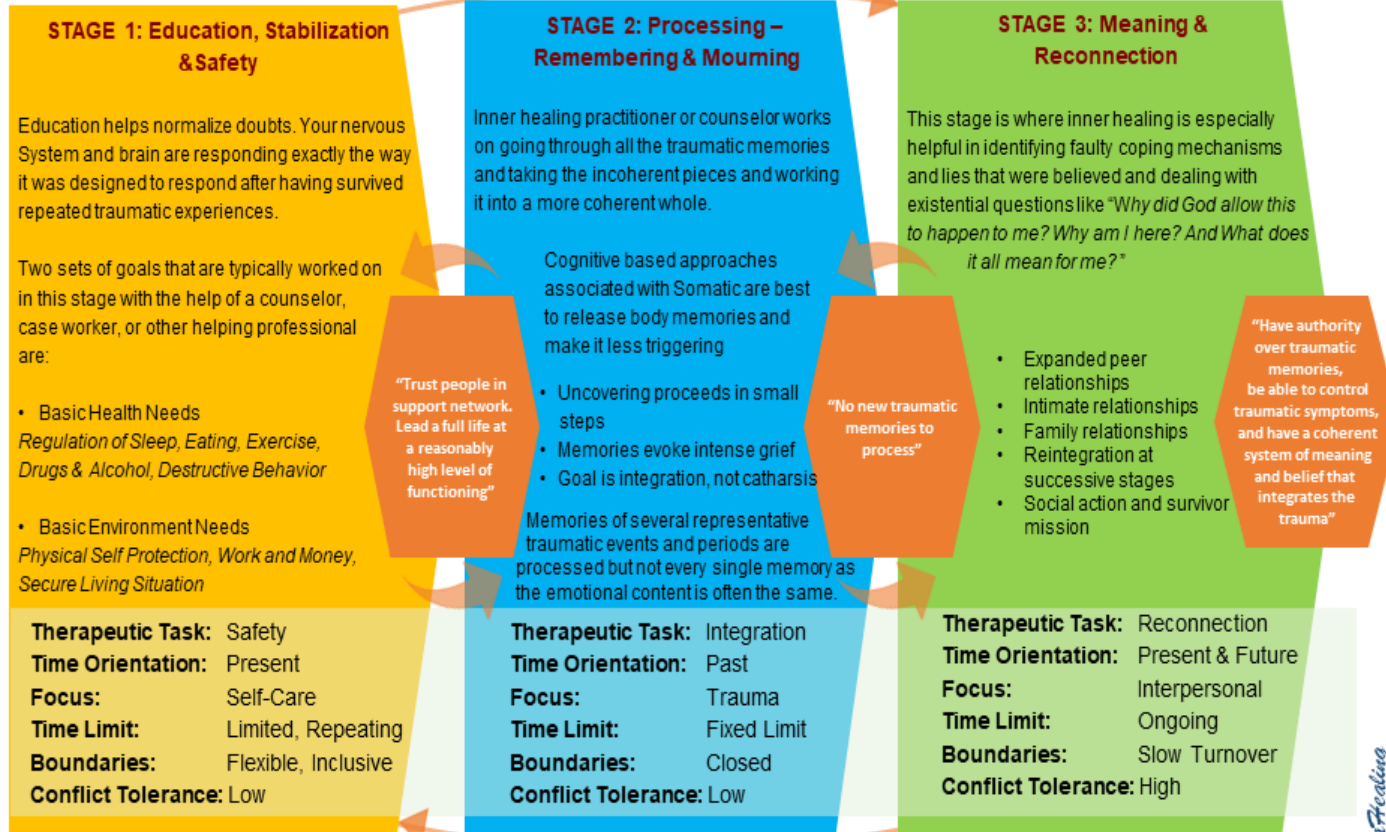 STAGE 1: Education, Stabilization
&Safety
Education helps normalize doubts. Your nervous
System and brain are responding exactly the way
it was designed to respond after having survived
repeated traumatic experiences.
Two sets of goals that are typically worked on
in this stage with the help of a counselor,
case worker, or other helping professional
are:
• Basic Health Needs
Regulation of Sleep, Eating, Exercise,
Drugs & Alcohol, Destructive Behavior
• Basic Environment Needs
Physical Self Protection, Work and Money,
Secure Living Situation
Therapeutic Task: Safety
Time Orientation: Present
Focus: Self-Care
Time Limit: Limited, Repeating
Boundaries: Flexible, Inclusive
Conflict Tolerance: Low
"Trust people in
support network.
Lead a full life at
a reasonably
high level of
functioning"
STAGE 2: Processing –
Remembering & Mourning
Inner healing practitioner or counselor works
on going through all the traumatic memories
and taking the incoherent pieces and working
it into a more coherent whole.
Cognitive based approaches
associated with Somatic are best
to release body memories and
make it less triggering
• Uncovering proceeds in small
steps
• Memories evoke intense grief
• Goal is integration, not catharsis
Memories of several representative
traumatic events and periods are
processed but not every single memory as
the emotional content is often the same.
Therapeutic Task: Integration
Time Orientation: Past
Focus: Trauma
Time Limit: Fixed Limit
Boundaries: Closed
Conflict Tolerance: Low
"No new traumatic
memories to
process"
STAGE 3: Meaning &
Reconnection
This stage is where inner healing is especially
helpful in identifying faulty coping mechanisms
and lies that were believed and dealing with
existential questions like "Why did God allow this
to happen to me? Why am I here? And What does
it all mean for me?"
• Expanded peer
relationships
• Intimate relationships
• Family relationships
• Reintegration at
successive stages
• Social action and survivor
mission
Therapeutic Task: Reconnection
Time Orientation: Present & Future
Focus: Interpersonal
Time Limit: Ongoing
Boundaries: Slow Turnover
Conflict Tolerance: High
"Have authority
over traumatic
memories,
be able to control
traumatic symptoms,
and have a coherent
system of meaning
and belief that
integrates the
trauma"
Healing